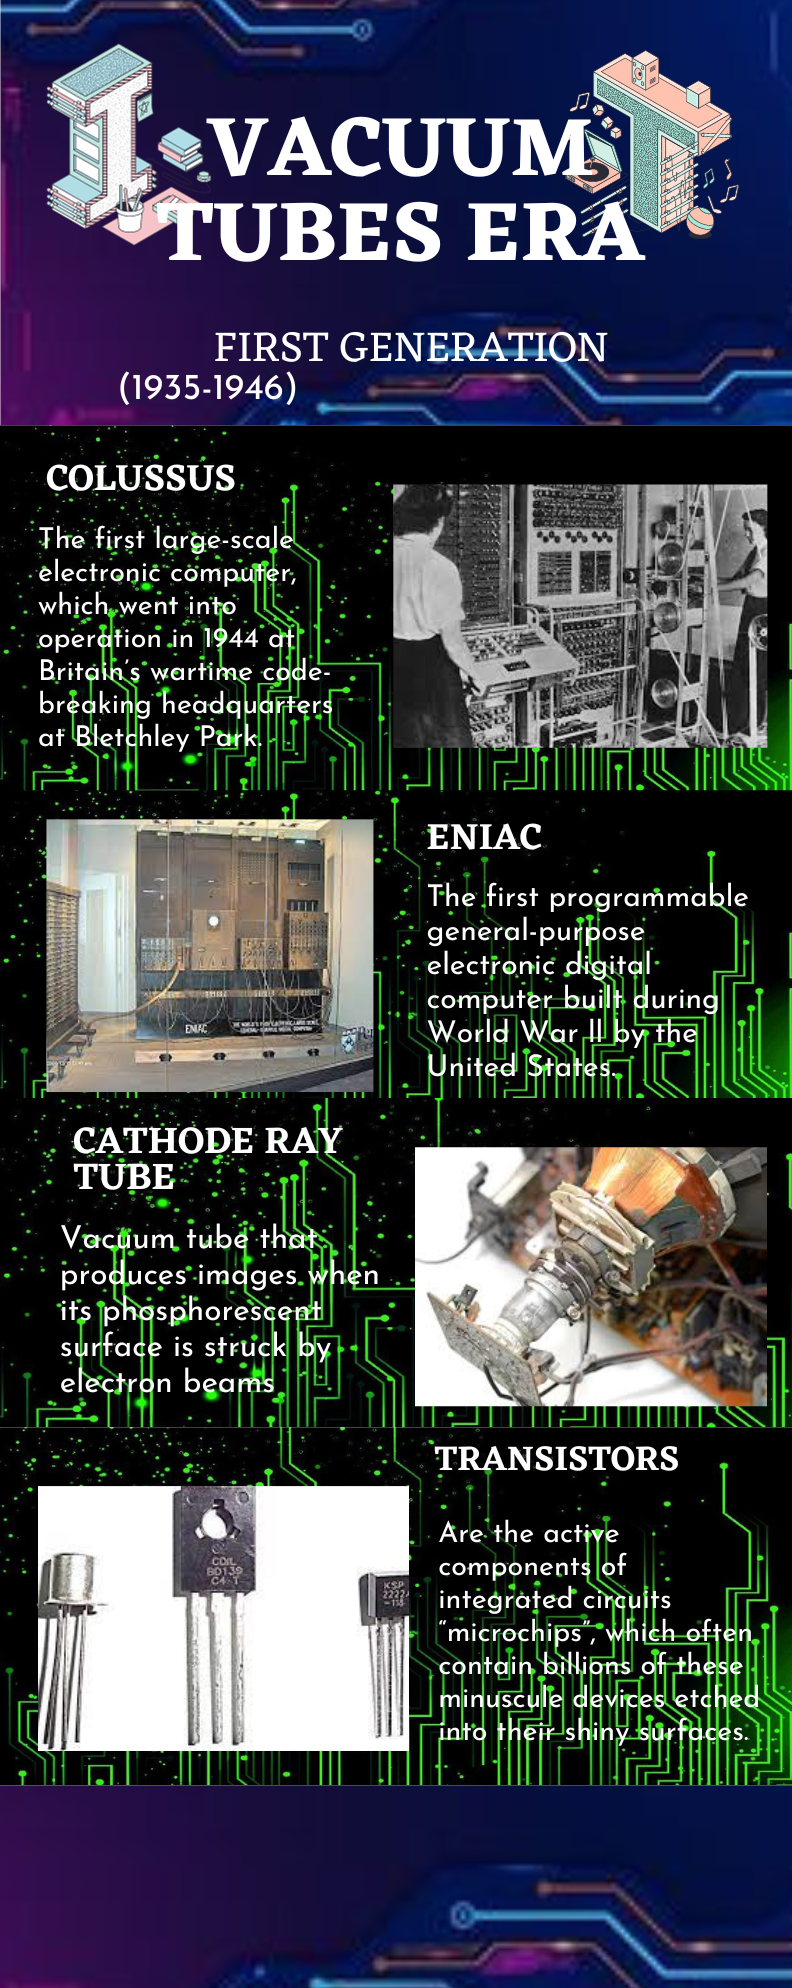 VACUUM
TUBES ERA
FIRST GENERATION
(1935-1946)
COLUSSUS
The first large-scale
electronic computer,
which went into
operation in 1944 at
Britain's wartime code-
breaking headquarters
at Bletchley Park.
ENIAC
ENIAC
The first programmable
general-purpose
electronic digital
computer built during
World War II by the
United States.
CATHODE RAY
TUBE
Vacuum tube that
produces images when
its phosphorescent
surface is struck by
electron beams
TRANSISTORS
CDIL
BD139
C4 T
KSP
2222A
-118
Are the active
components of
integrated circuits
“microchips”, which often
contain billions of these
minuscule devices etched
into their shiny surfaces.